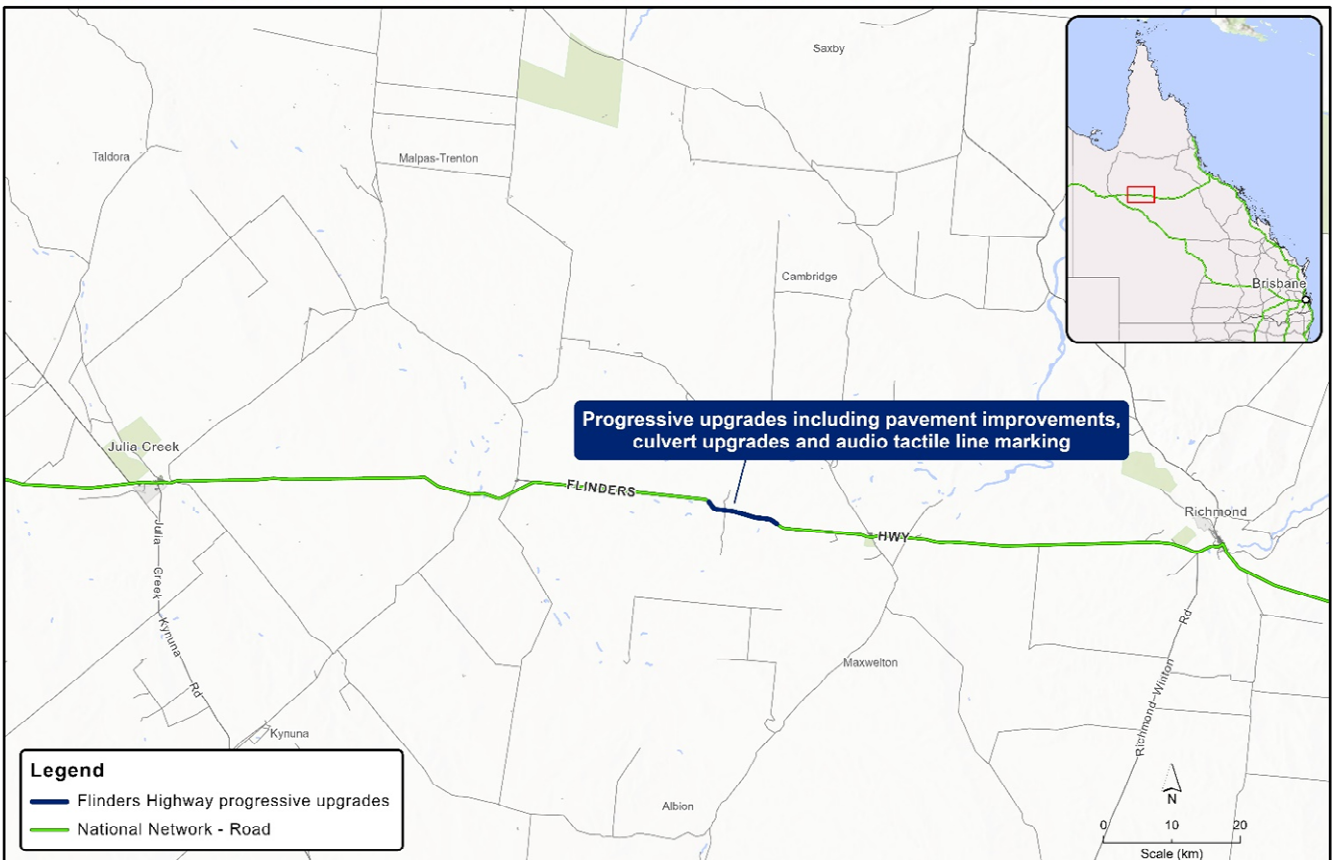 Saxby
Taldora
Malpas-Trenton
Cambridge
Brisbane
Progressive upgrades including pavement improvements,
culvert upgrades and audio tactile line marking
Julia Creek
FLINDERS
HWY
Richmond
Julia Creek Kynuna Rd
Richmond-Winton Rd
Maxwelton
Kynuna
Albion
Legend
Flinders Highway progressive upgrades
National Network - Road
N
0 10 20
Scale (km)